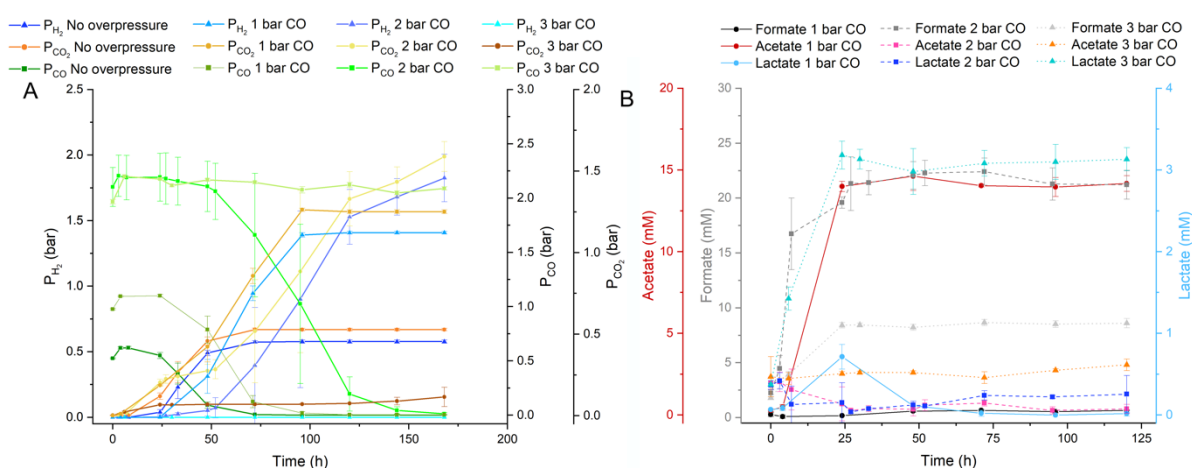 P_H2 No overpressure P_H2 1 bar CO P_H2 2 bar CO P_H2 3 bar CO
P_CO2 No overpressure P_CO2 1 bar CO P_CO2 2 bar CO P_CO2 3 bar CO
P_CO No overpressure P_CO 1 bar CO P_CO 2 bar CO P_CO 3 bar CO
A
2.5
2.0
1.5
1.0
0.5
0.0
P_H2 (bar)
0 50 100 150 200
Time (h)
3.0
2.5
2.0
1.5
1.0
0.5
0.0
P_CO (bar)
2.0
1.5
1.0
0.5
0.0
P_CO2 (bar)
Formate 1 bar CO Formate 2 bar CO Formate 3 bar CO
Acetate 1 bar CO Acetate 2 bar CO Acetate 3 bar CO
Lactate 1 bar CO Lactate 2 bar CO Lactate 3 bar CO
B
20
15
10
5
0
Acetate (mM)
30
25
20
15
10
5
0
Formate (mM)
0 25 50 75 100 120
Time (h)
4
3
2
1
0
Lactate (mM)